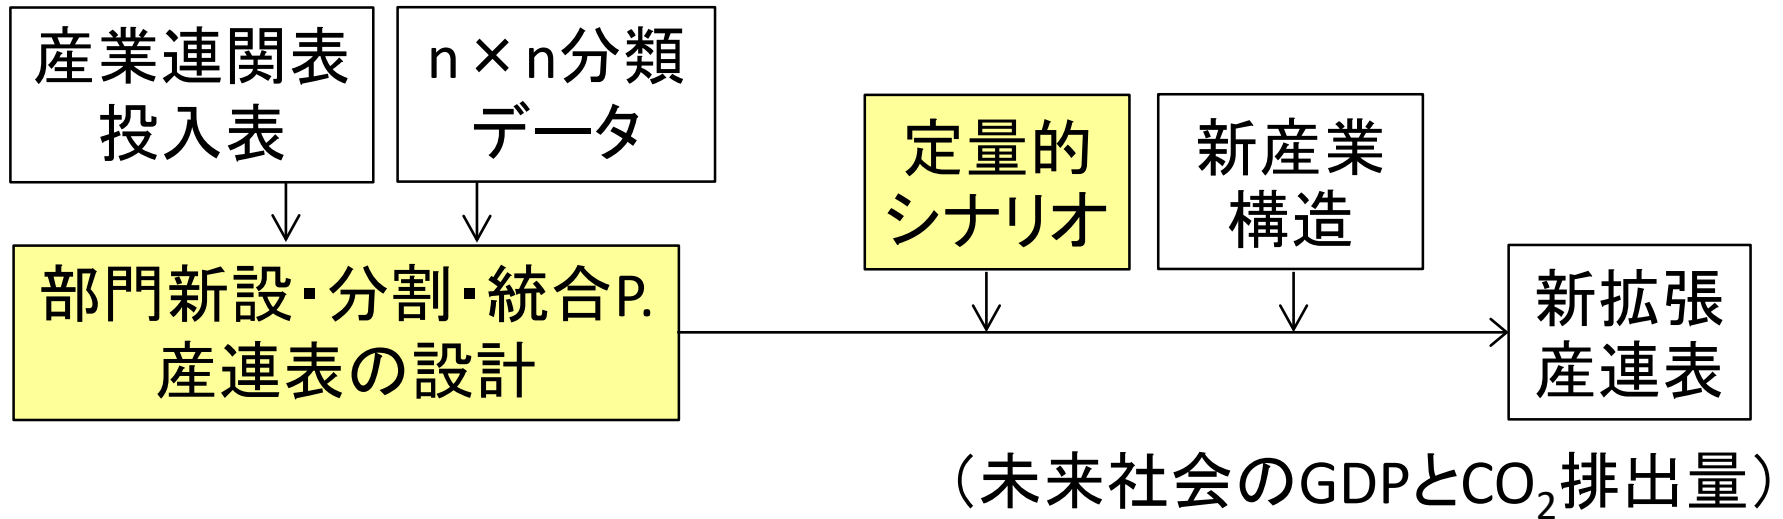 産業連関表
投入表
n×n分類
データ
定量的
シナリオ
新産業
構造
部門新設・分割・統合P.
産連表の設計
新拡張
産連表
（未来社会のGDPとCO₂排出量）